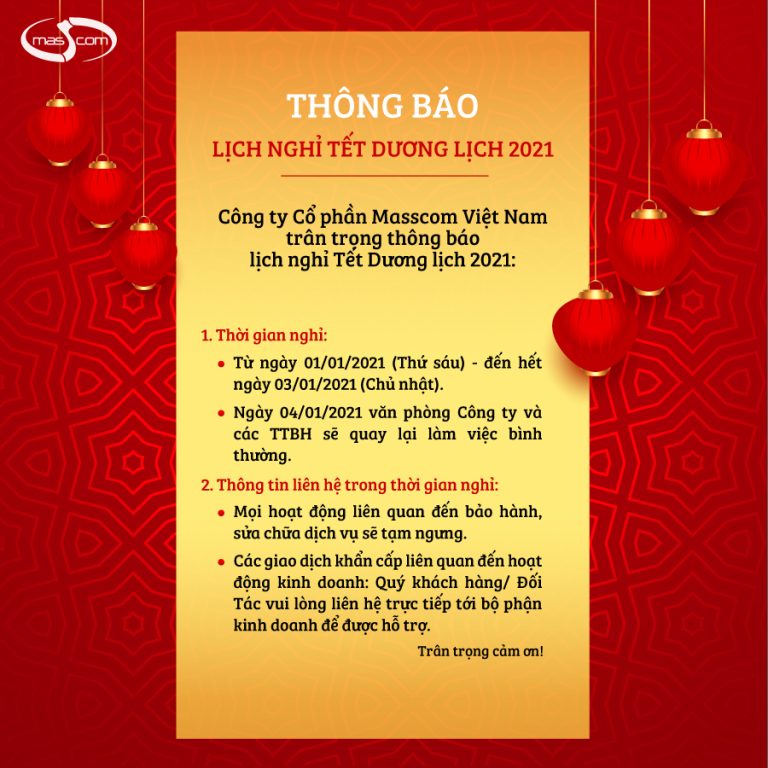 masscom
THÔNG BÁO
LỊCH NGHỈ TẾT DƯƠNG LỊCH 2021
Công ty Cổ phần Masscom Việt Nam
trân trọng thông báo
lịch nghỉ Tết Dương lịch 2021:
1. Thời gian nghỉ:
• Từ ngày 01/01/2021 (Thứ sáu) - đến hết
ngày 03/01/2021 (Chủ nhật).
• Ngày 04/01/2021 văn phòng Công ty và
các TTBH sẽ quay lại làm việc bình
thường.
2. Thông tin liên hệ trong thời gian nghỉ:
• Mọi hoạt động liên quan đến bảo hành,
sửa chữa dịch vụ sẽ tạm ngưng.
• Các giao dịch khẩn cấp liên quan đến hoạt
động kinh doanh: Quý khách hàng/ Đối
Tác vui lòng liên hệ trực tiếp tới bộ phận
kinh doanh để được hỗ trợ.
Trân trọng cảm ơn!